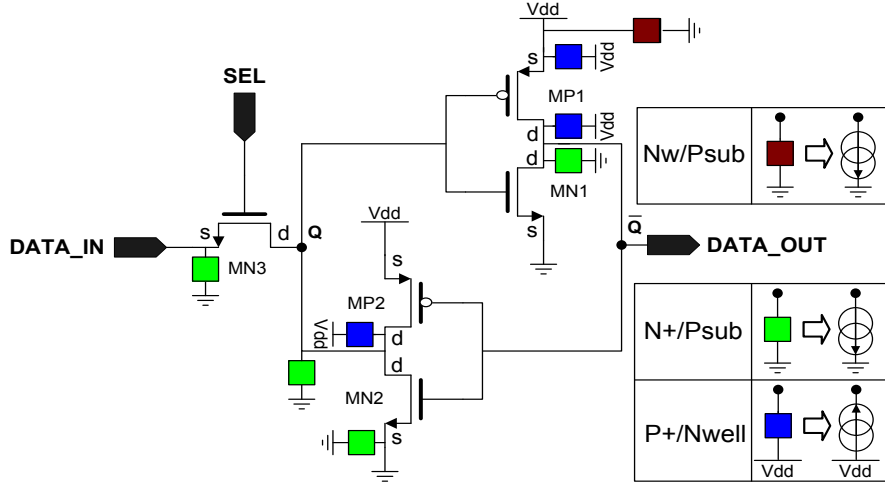 Vdd
s
Vdd
SEL
MP1
d
Vdd
d
MN1
s
Nw/Psub
Vdd
DATA_IN
s
d
Q
MN3
Q̅
DATA_OUT
s
MP2
Vdd
d
d
MN2
s
N+/Psub
P+/Nwell
Vdd
Vdd